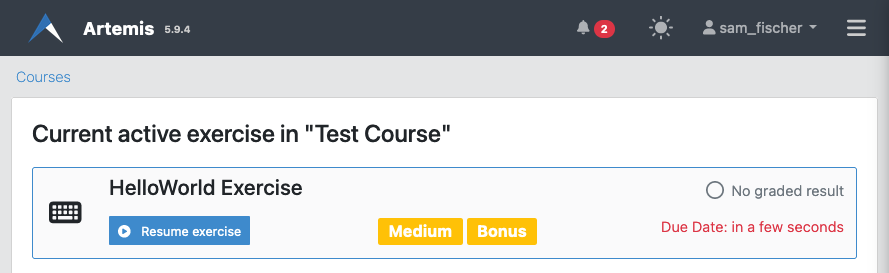 Artemis 5.9.4 2 sam_fischer
Courses
Current active exercise in "Test Course"
HelloWorld Exercise
No graded result
Resume exercise
Medium Bonus
Due Date: in a few seconds